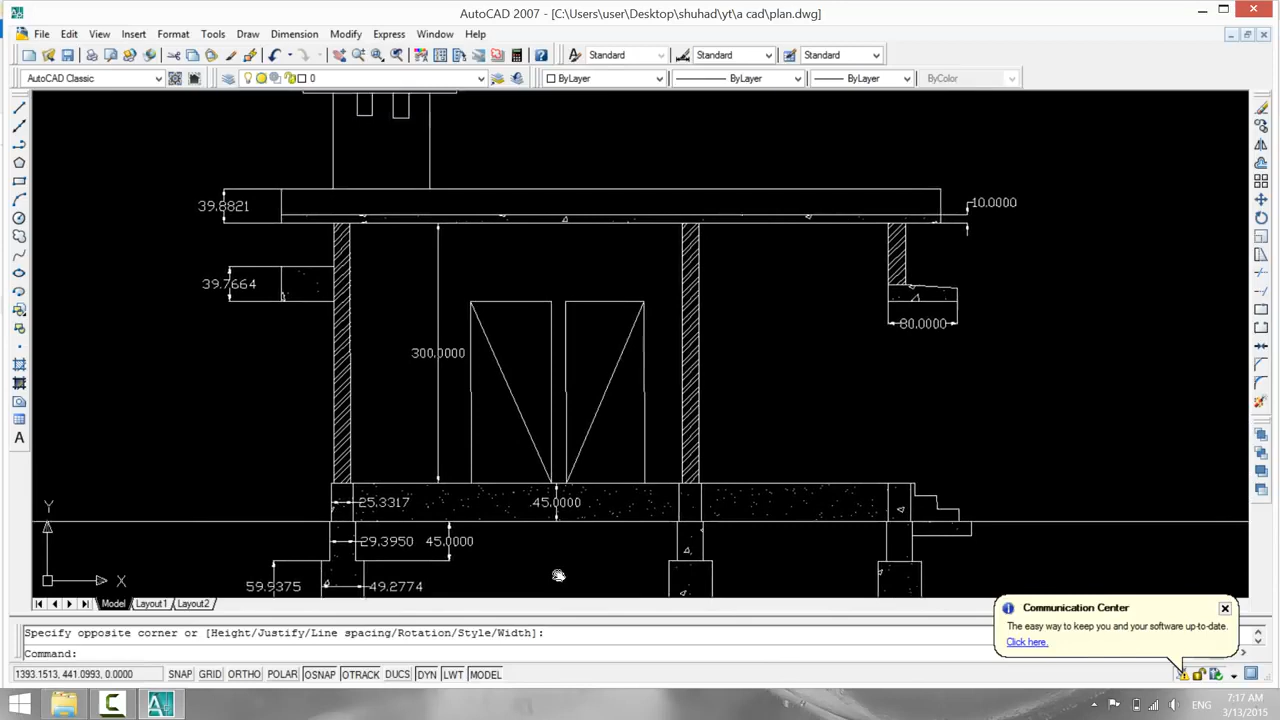 AutoCAD 2007 - [C:\Users\user\Desktop\shuhad\yt\a cad\plan.dwg]
File Edit View Insert Format Tools Draw Dimension Modify Express Window Help
Standard Standard Standard
AutoCAD Classic 0 ByLayer ByLayer ByLayer ByColor
39.8821
10.0000
39.7664
80.0000
300.0000
25.3317 45.0000
29.3950 45.0000
59.9375 49.2774
Y
X
Model Layout1 Layout2
Communication Center
The easy way to keep you and your software up-to-date.
Click here.
Specify opposite corner or [Height/Justify/Line spacing/Rotation/Style/Width]:
Command:
1393.1513, 441.0993, 0.0000 SNAP GRID ORTHO POLAR OSNAP OTRACK DUCS DYN LWT MODEL
ENG 7:17 AM
3/13/2015